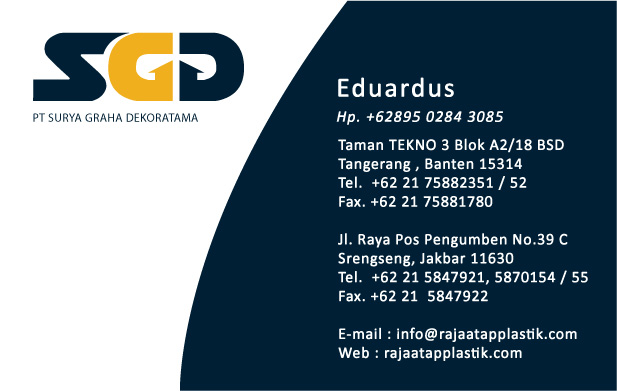 SGD
PT SURYA GRAHA DEKORATAMA
Eduardus
Hp. +62895 0284 3085
Taman TEKNO 3 Blok A2/18 BSD
Tangerang , Banten 15314
Tel.  +62 21 75882351 / 52
Fax. +62 21 75881780
Jl. Raya Pos Pengumben No.39 C
Srengseng, Jakbar 11630
Tel.  +62 21 5847921, 5870154 / 55
Fax. +62 21  5847922
E-mail : info@rajaatapplastik.com
Web : rajaatapplastik.com